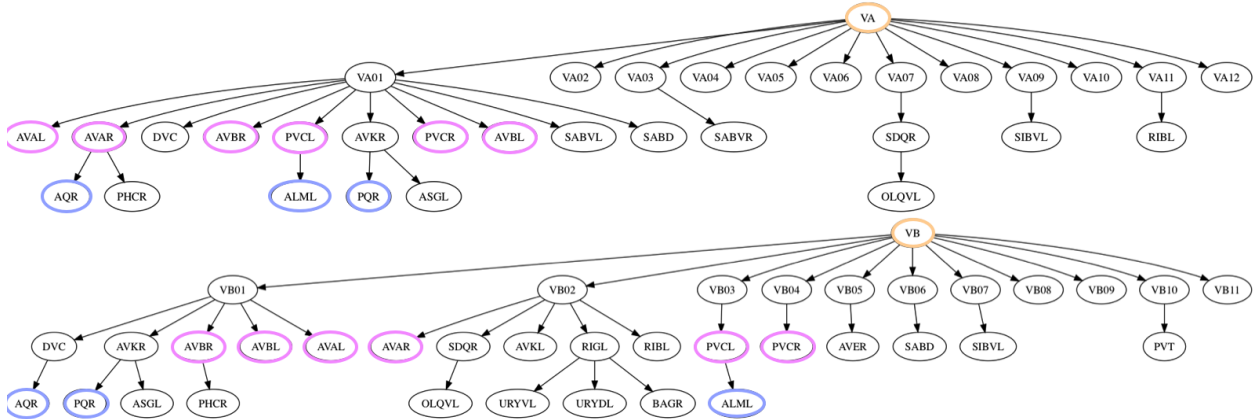 VA
VA01 VA02 VA03 VA04 VA05 VA06 VA07 VA08 VA09 VA10 VA11 VA12
AVAL AVAR DVC AVBR PVCL AVKR PVCR AVBL SABVL SABD SABVR SDQR SIBVL RIBL
AQR PHCR ALML PQR ASGL OLQVL
VB
VB01 VB02 VB03 VB04 VB05 VB06 VB07 VB08 VB09 VB10 VB11
DVC AVKR AVBR AVBL AVAL AVAR SDQR AVKL RIGL RIBL PVCL PVCR AVER SABD SIBVL PVT
AQR PQR ASGL PHCR OLQVL URYVL URYDL BAGR ALML